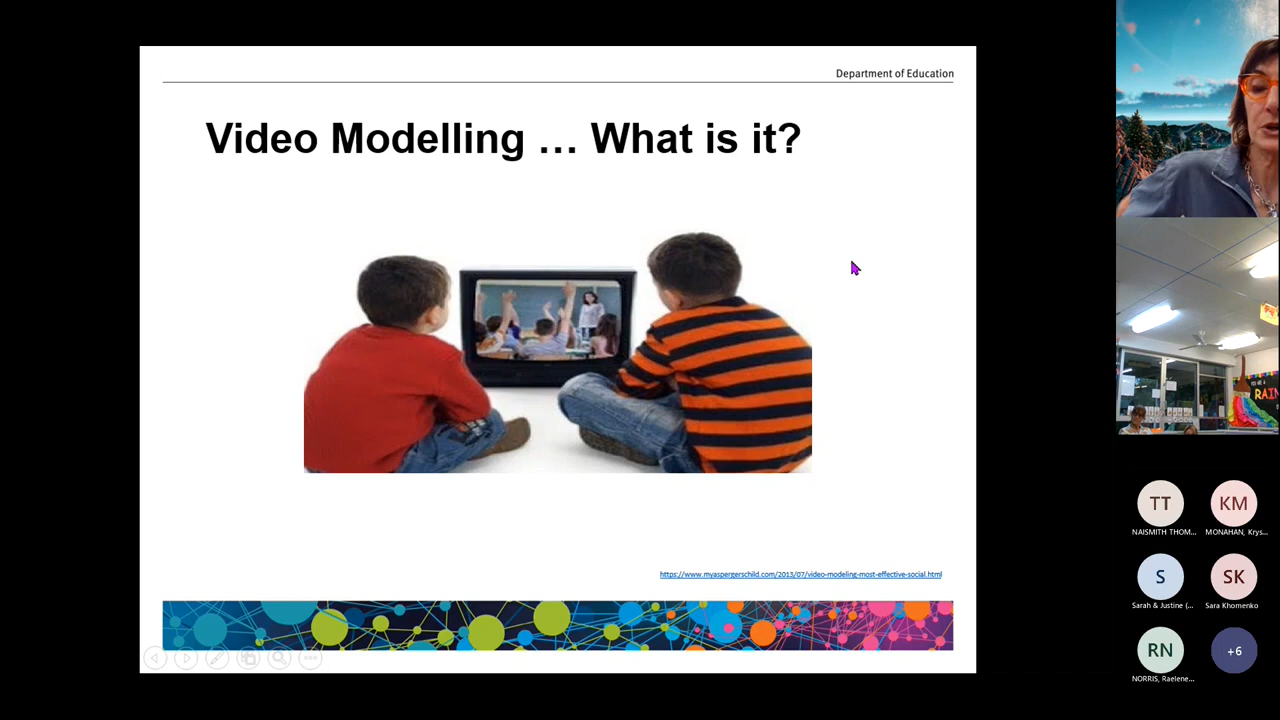 Department of Education
Video Modelling ... What is it?
https://www.myaspergerschild.com/2013/07/video-modeling-most-effective-social.html
TT
KM
NAISMITH THOM...
MONAHAN, Krys...
S
SK
Sarah & Justine (...
Sara Khomenko
RN
+6
NORRIS, Raelene...